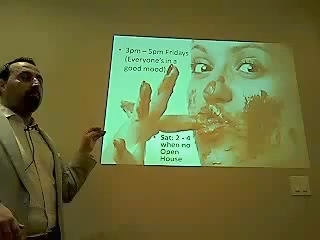 • 3pm – 5pm Fridays
(Everyone's in a
good mood)
• Sat: 2 - 4
when no
Open
House